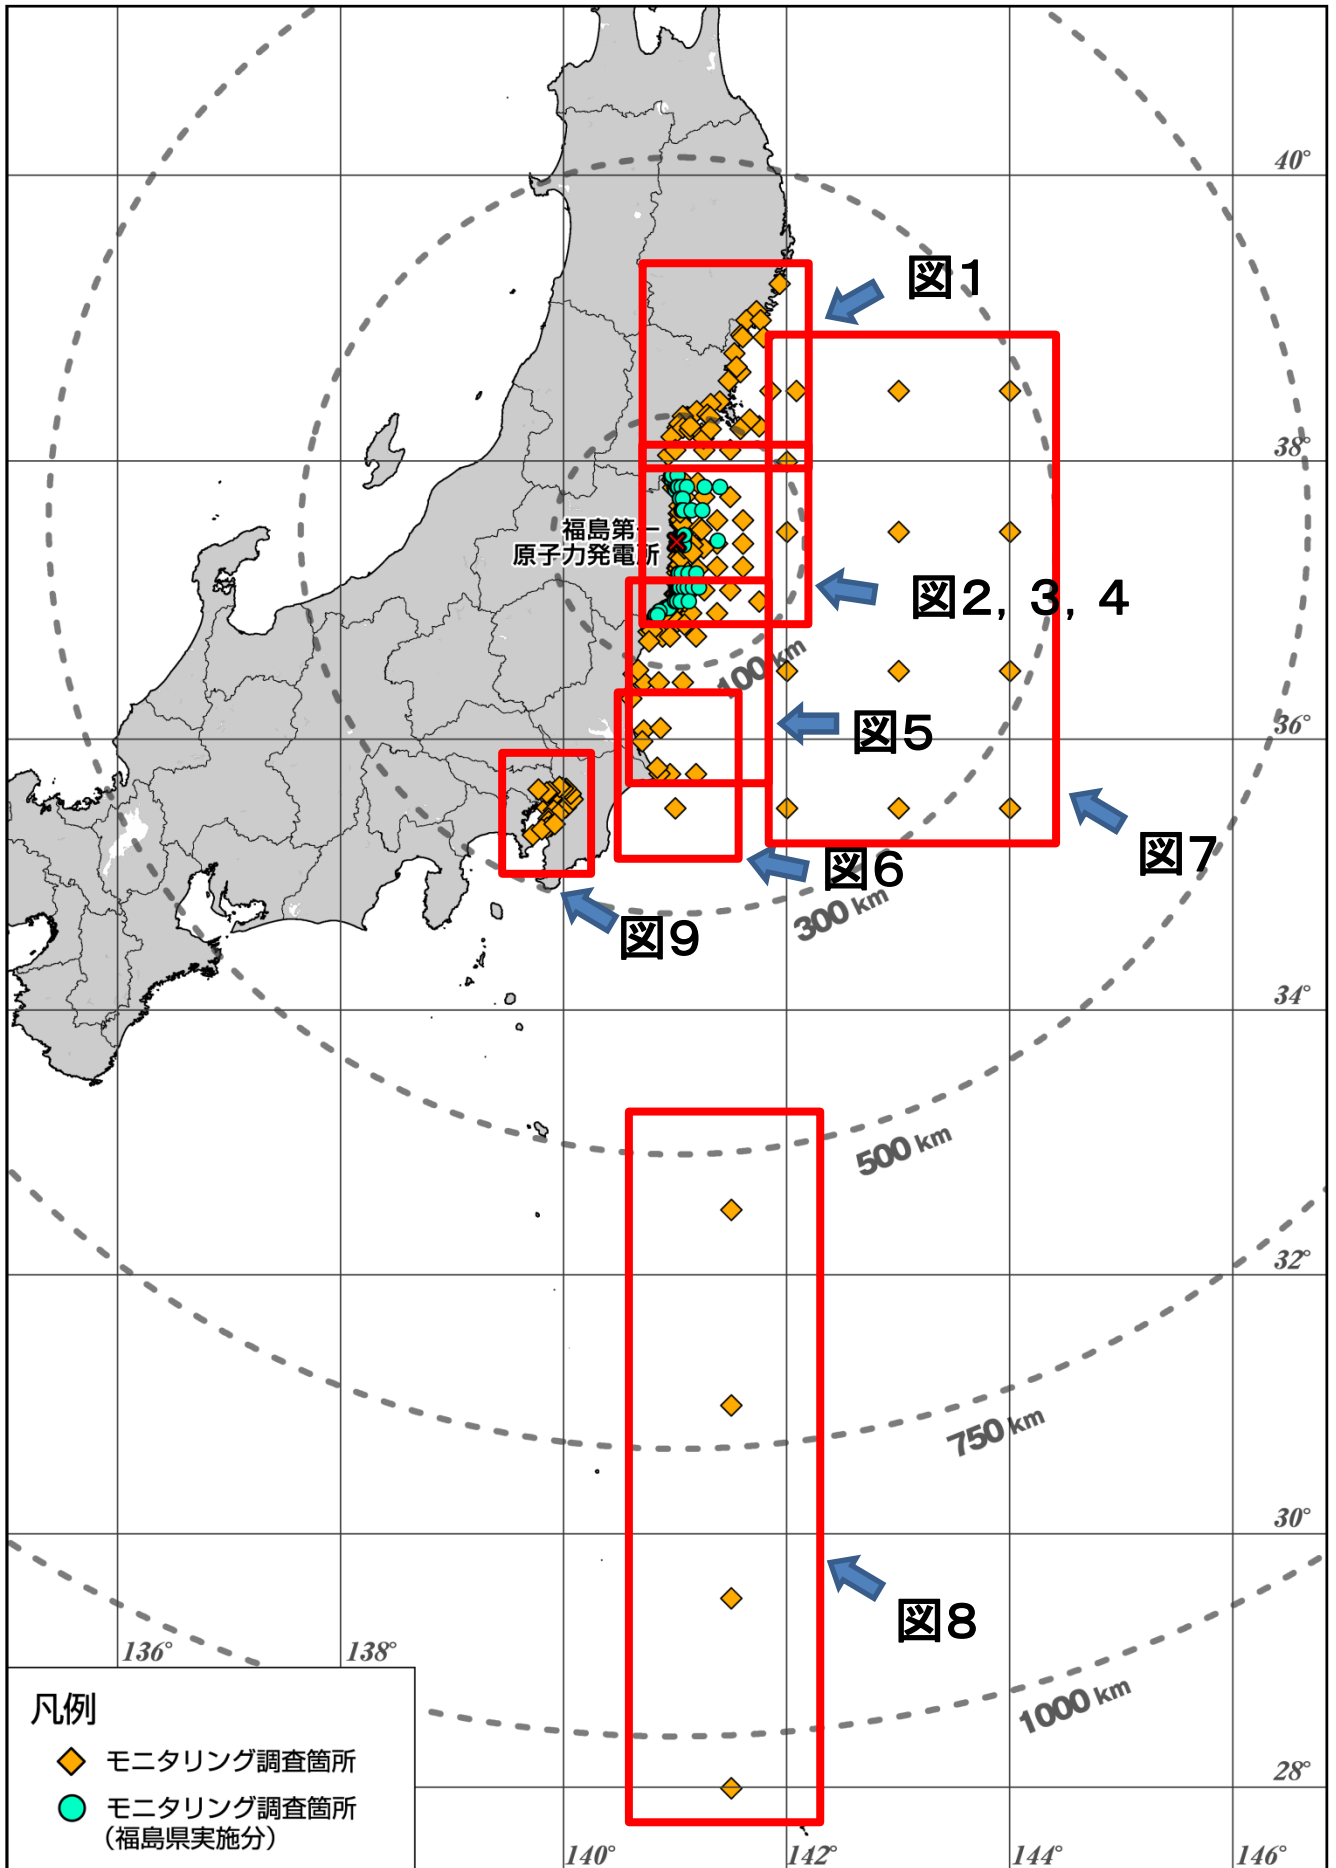 40°
図1
38°
福島第一
原子力発電所
図2, 3, 4
100 km
36°
図5
図7
図6
300 km
図9
34°
500 km
32°
750 km
30°
図8
136°
138°
1000 km
凡例
モニタリング調査箇所
28°
モニタリング調査箇所
（福島県実施分）
140°
142°
144°
146°